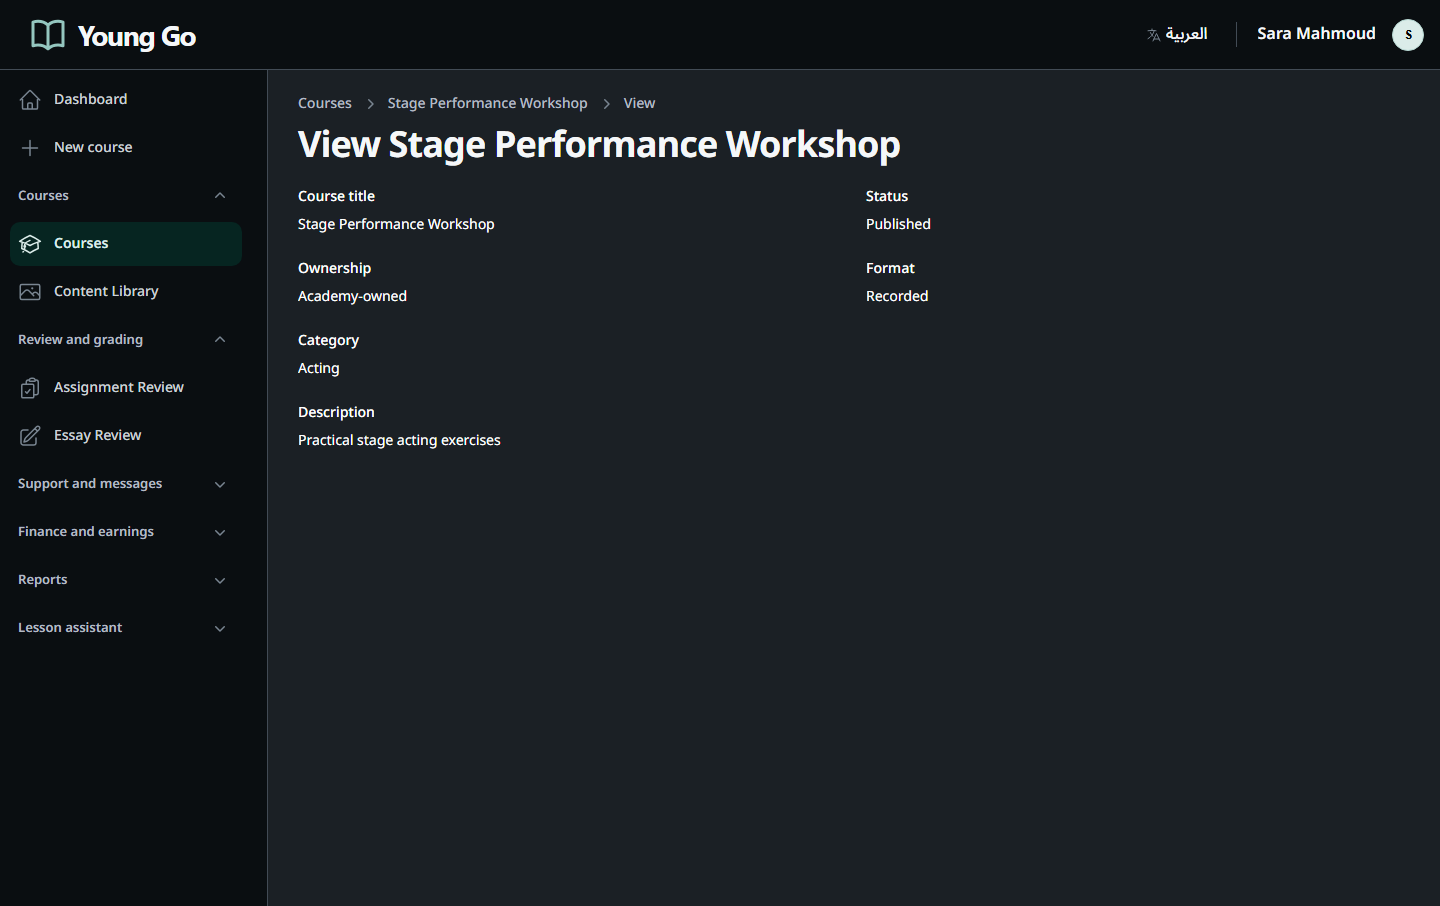 Young Go
العربية
Sara Mahmoud
S
Dashboard
New course
Courses
Courses
Content Library
Review and grading
Assignment Review
Essay Review
Support and messages
Finance and earnings
Reports
Lesson assistant
Courses > Stage Performance Workshop > View
View Stage Performance Workshop
Course title
Stage Performance Workshop
Status
Published
Ownership
Academy-owned
Format
Recorded
Category
Acting
Description
Practical stage acting exercises